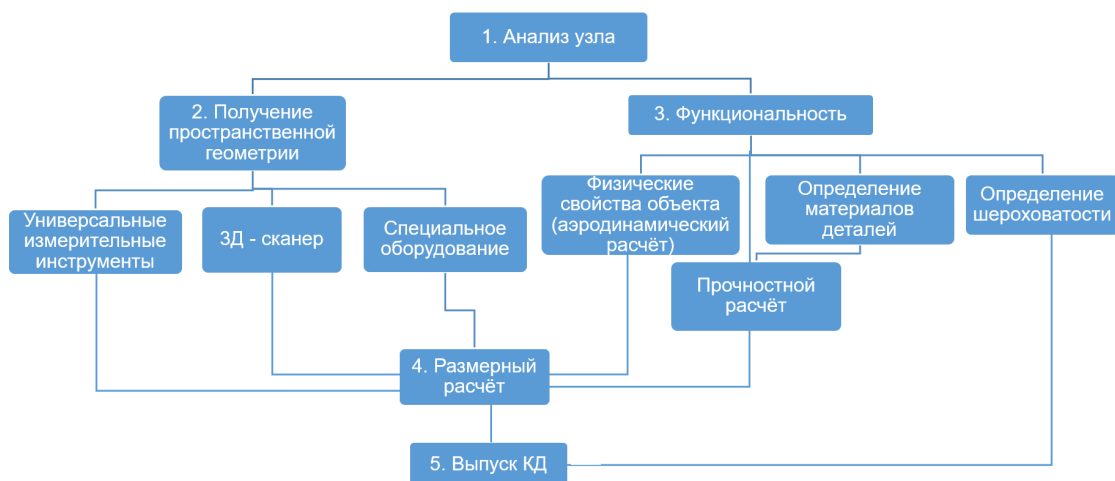 1. Анализ узла
2. Получение
пространственной
геометрии
3. Функциональность
Универсальные
измерительные
инструменты
3Д - сканер
Специальное
оборудование
Физические
свойства объекта
(аэродинамический
расчёт)
Определение
материалов
деталей
Определение
шероховатости
Прочностной
расчёт
4. Размерный
расчёт
5. Выпуск КД